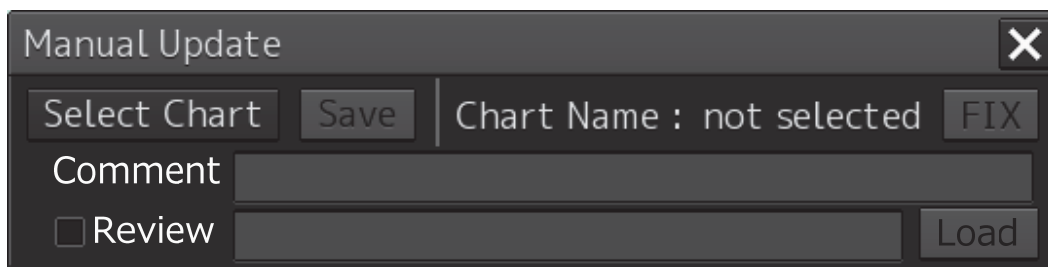 Manual Update
Select Chart Save Chart Name : not selected FIX
Comment
Review Load